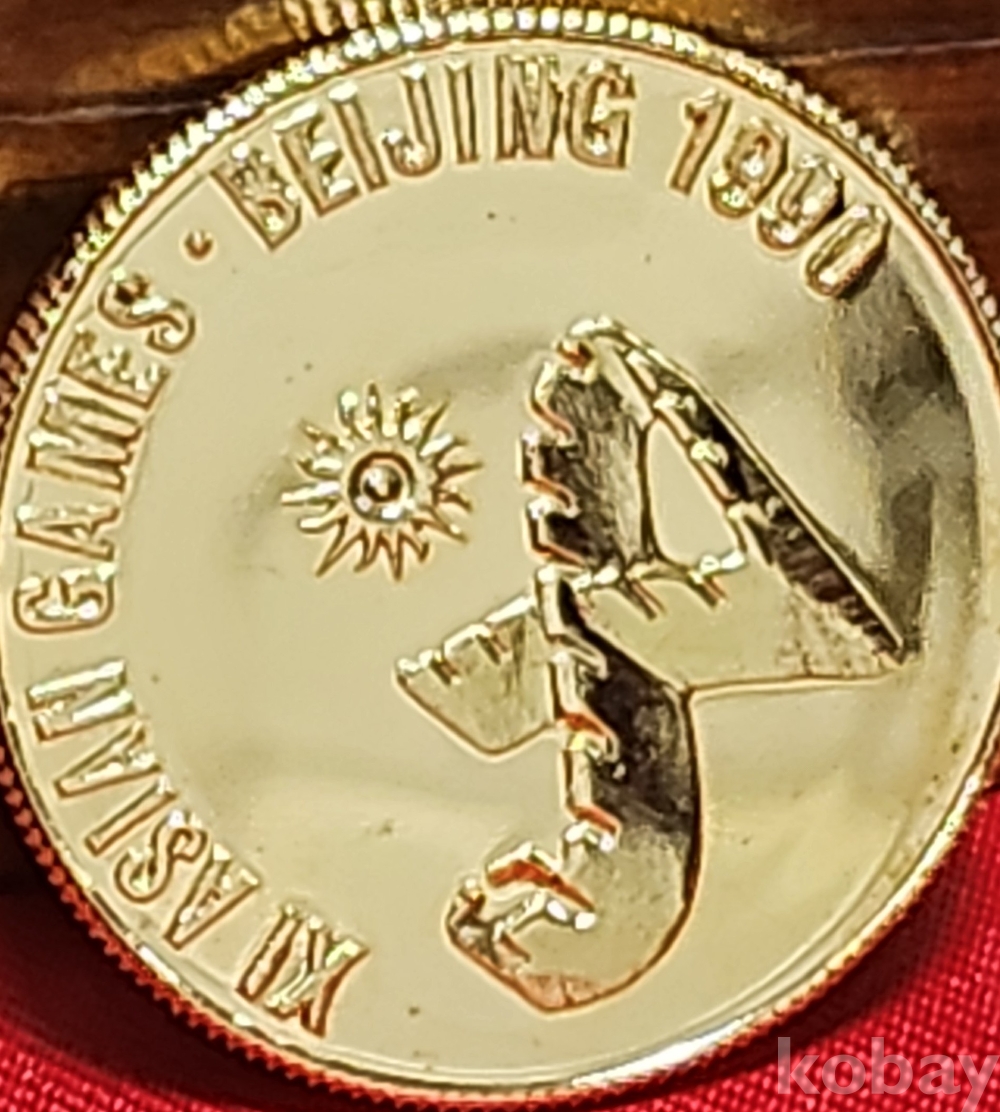 XI ASIAN GAMES · BEIJING 1990
kobay